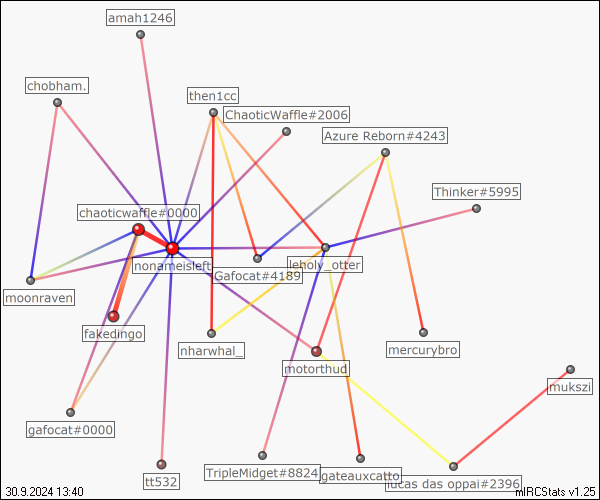 amah1246
chobham.
then1cc
ChaoticWaffle#2006
Azure Reborn#4243
Thinker#5995
chaoticwaffle#0000
nonameisleft
leholy_otter
Gafocat#4189
moonraven
fakedingo
nharwhal_
mercurybro
motorthud
mukszi
gafocat#0000
tt532
TripleMidget#8824
gateauxcatto
lucas das oppai#2396
30.9.2024 13:40
mIRCStats v1.25